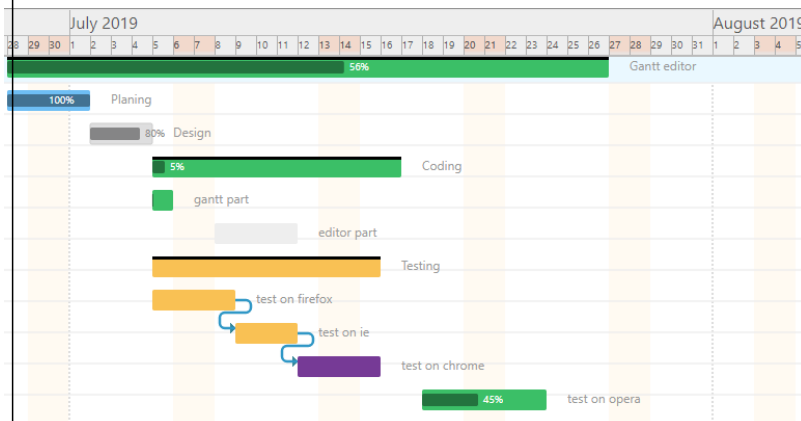 July 2019 August 2019
28 29 30 1 2 3 4 5 6 7 8 9 10 11 12 13 14 15 16 17 18 19 20 21 22 23 24 25 26 27 28 29 30 31 1 2 3 4 5
56% Gantt editor
100% Planing
80% Design
5% Coding
gantt part
editor part
Testing
test on firefox
test on ie
test on chrome
45% test on opera